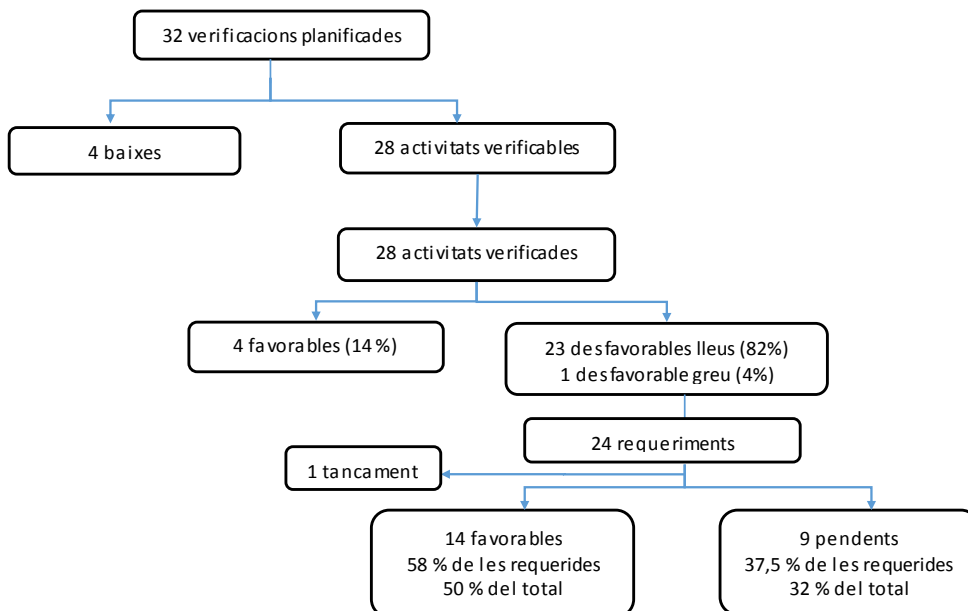 32 verificacions planificades
4 baixes
28 activitats verificables
28 activitats verificades
4 favorables (14 %)
23 desfavorables lleus (82%)
1 desfavorable greu (4%)
24 requeriments
1 tancament
14 favorables
58 % de les requerides
50 % del total
9 pendents
37,5 % de les requerides
32 % del total